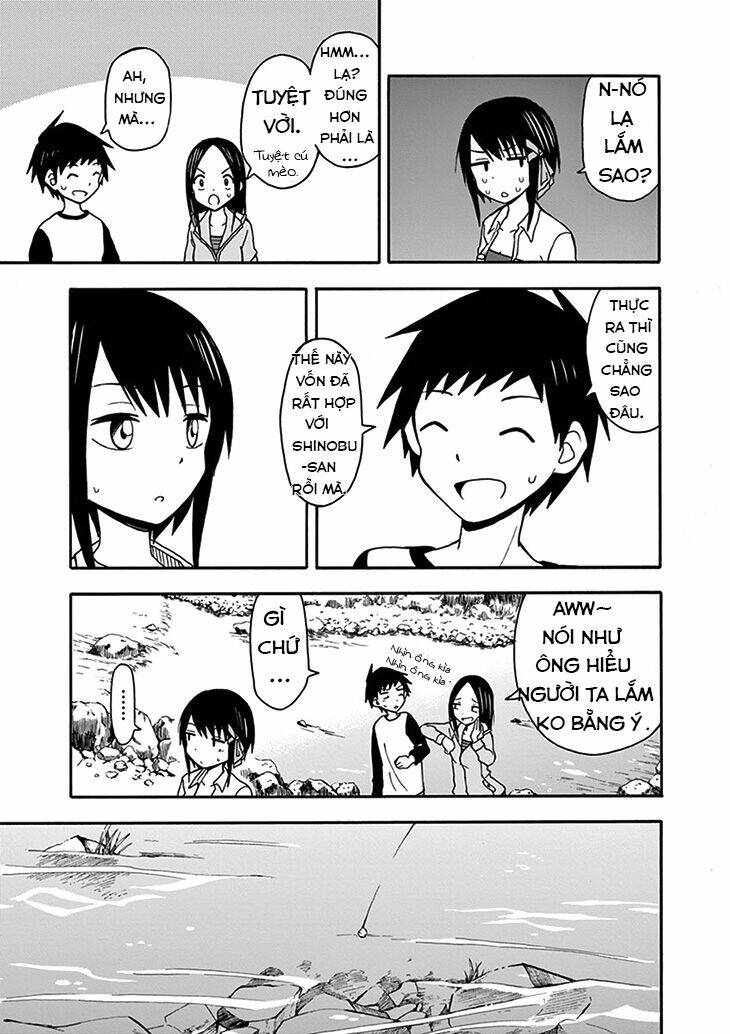 N-NÓ
LẠ
LẮM
SAO?
HMM...
LẠ?
ĐÚNG
HƠN
PHẢI LÀ
...
TUYỆT
VỜI.
Tuyệt cú
mèo.
AH,
NHƯNG
MÀ...
THỰC
RA THÌ
CŨNG
CHẲNG
SAO
ĐÂU.
THẾ NÀY
VỐN ĐÃ
RẤT HỢP
VỚI
SHINOBU
-SAN
RỒI MÀ.
AWW~
NÓI NHƯ
ÔNG HIỂU
NGƯỜI TA LẮM
KO BẰNG Ý.
Nhìn ông kìa
Nhìn ông kìa
GÌ
CHỨ
...
......